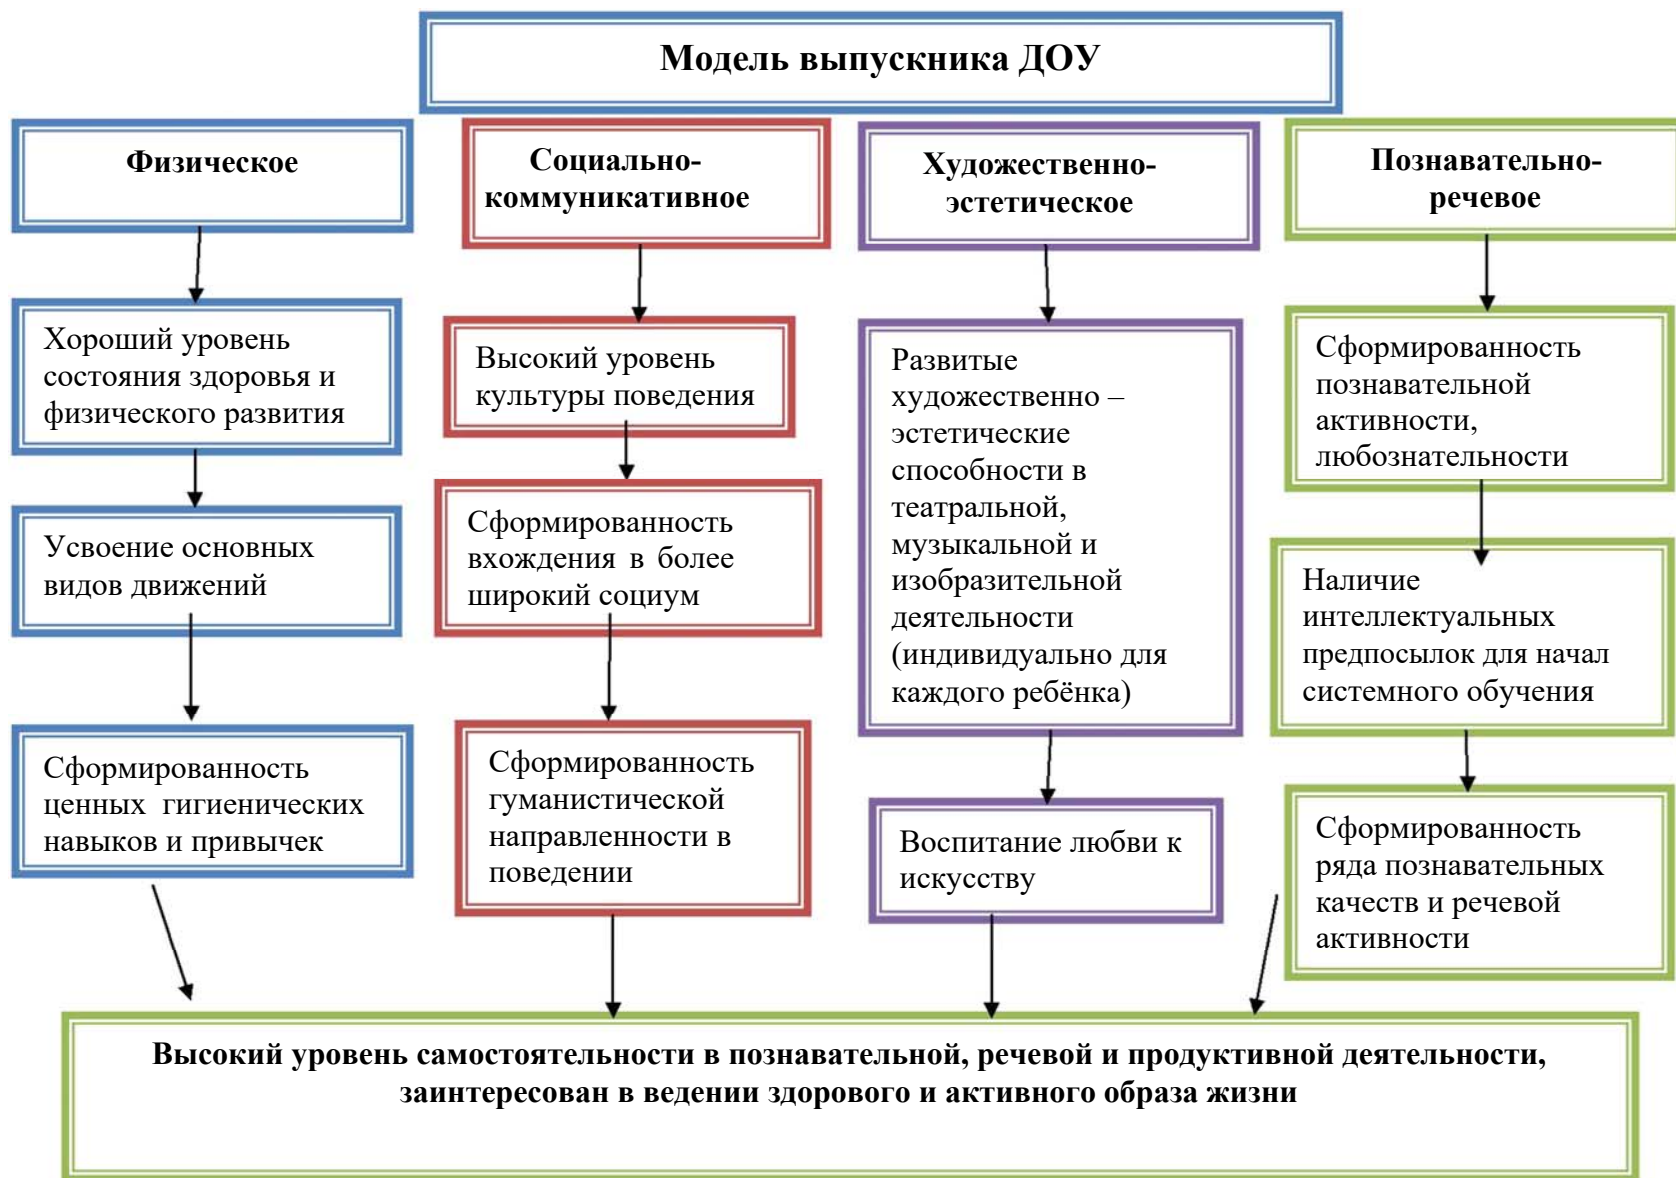 Модель выпускника ДОУ
Физическое
Социально-
коммуникативное
Художественно-
эстетическое
Познавательно-
речевое
Хороший уровень
состояния здоровья и
физического развития
Усвоение основных
видов движений
Сформированность
ценных гигиенических
навыков и привычек
Высокий уровень
культуры поведения
Сформированность
вхождения в более
широкий социум
Сформированность
гуманистической
направленности в
поведении
Развитые
художественно –
эстетические
способности в
театральной,
музыкальной и
изобразительной
деятельности
(индивидуально для
каждого ребёнка)
Воспитание любви к
искусству
Сформированность
познавательной
активности,
любознательности
Наличие
интеллектуальных
предпосылок для начал
системного обучения
Сформированность
ряда познавательных
качеств и речевой
активности
Высокий уровень самостоятельности в познавательной, речевой и продуктивной деятельности,
заинтересован в ведении здорового и активного образа жизни